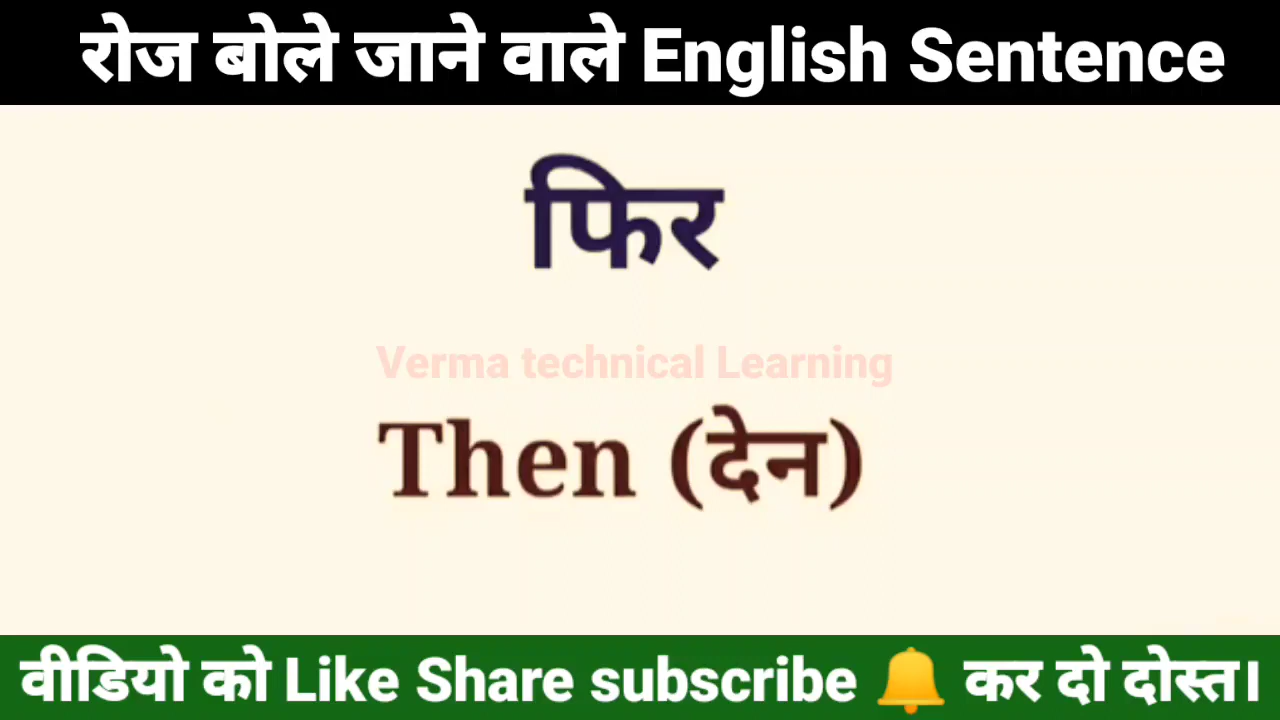 रोज बोले जाने वाले English Sentence
फिर
Verma technical Learning
Then (देन)
वीडियो को Like Share subscribe 🔔 कर दो दोस्त।